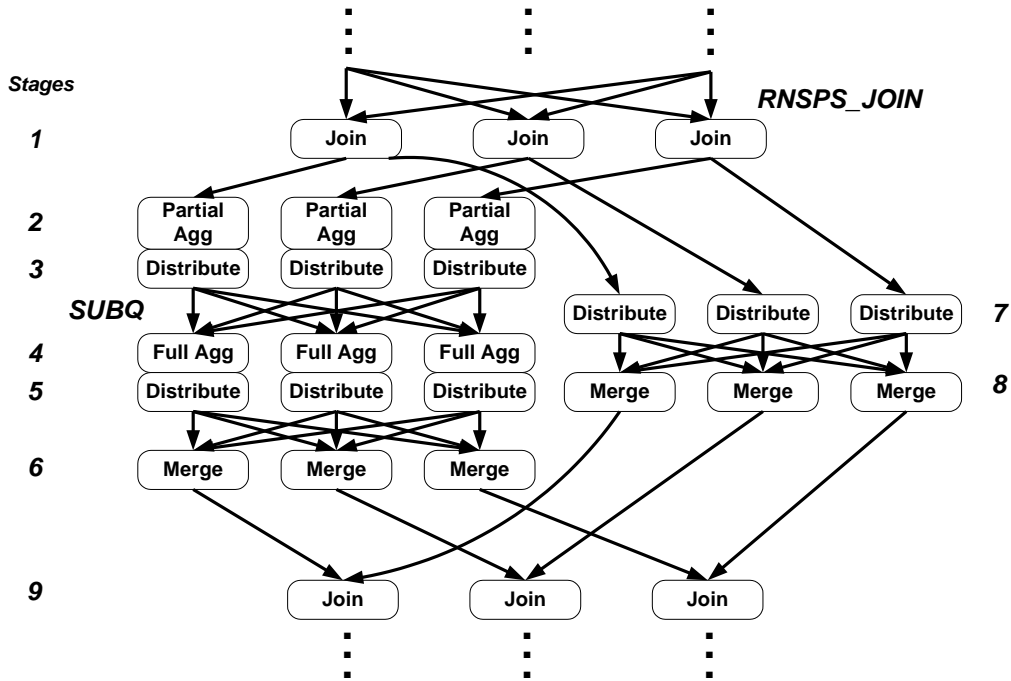 Stages
RNSPS_JOIN
1 Join Join Join
Partial Partial Partial
2 Agg Agg Agg
3 Distribute Distribute Distribute
SUBQ
Distribute Distribute Distribute 7
4 Full Agg Full Agg Full Agg
5 Distribute Distribute Distribute
Merge Merge Merge 8
6 Merge Merge Merge
9 Join Join Join